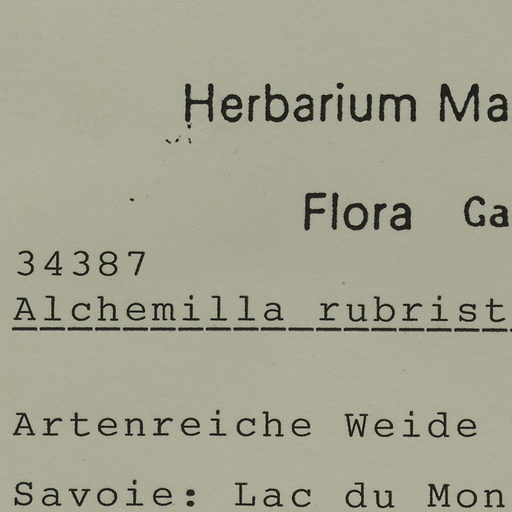 Herbarium Ma
Flora Ga
34387
Alchemilla rubrist
Artenreiche Weide
Savoie: Lac du Mon